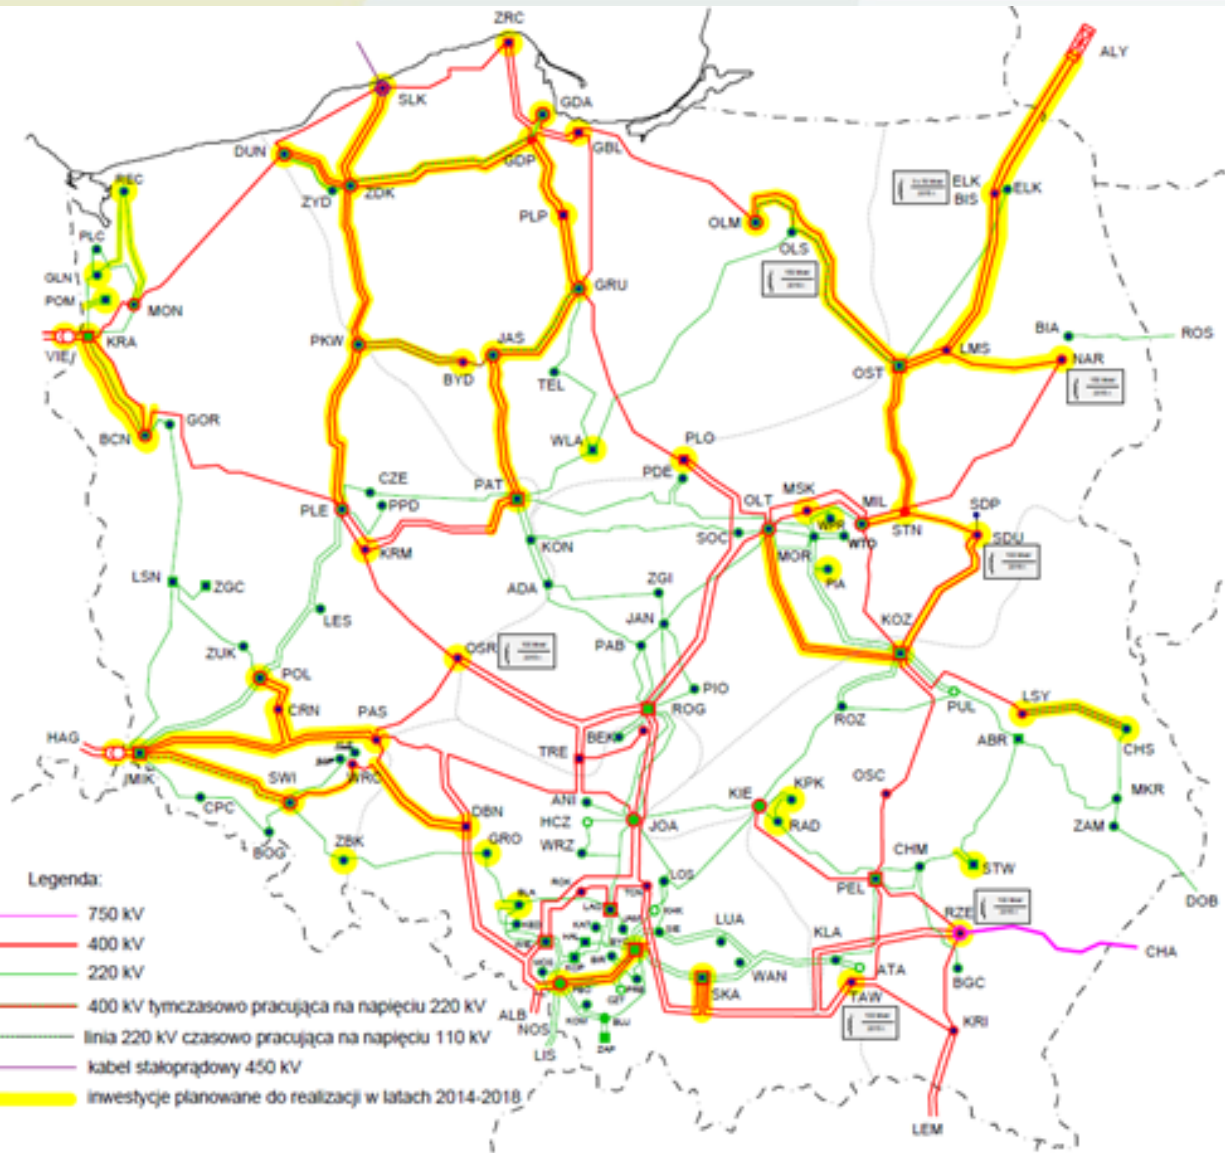 ZRC
ALY
SLK
GDA
DUN
GDP
GBL
REC
ZYD
ZDK
ELK
BIS
ELK
PLP
OLM
PLC
OLS
GLN
GRU
POM
MON
BIA
ROS
VIE
KRA
PKW
JAS
LMS
NAR
BYD
OST
TEL
GOR
BCN
WLA
PLO
CZE
PAT
PDE
MSK
PLE
PPD
OLT
MIL
SDP
WPR
STN
SOC
WTO
SDU
KRM
KON
MOR
LSN
ZGC
ADA
ZGI
PIA
LES
JAN
KOZ
ZUK
PAB
OSR
POL
PIO
LSY
PUL
CRN
PAS
ROG
ROZ
HAG
BEK
ABR
CHS
TRE
MIK
SWI
WRC
OSC
KIE
KPK
MKR
CPC
DBN
ANI
HCZ
JOA
RAD
ZAM
BOG
ZBK
GRO
WRZ
CHM
STW
Legenda:
ROK
TCN
LOS
PEL
DOB
750 kV
LUA
KLA
RZE
400 kV
CHA
220 kV
WAN
ATA
BGC
SKA
TAW
400 kV tymczasowo pracująca na napięciu 220 kV
ALB
NOS
KRI
linia 220 kV czasowo pracująca na napięciu 110 kV
LIS
BUJ
ZAP
kabel stałoprądowy 450 kV
inwestycje planowane do realizacji w latach 2014-2018
LEM